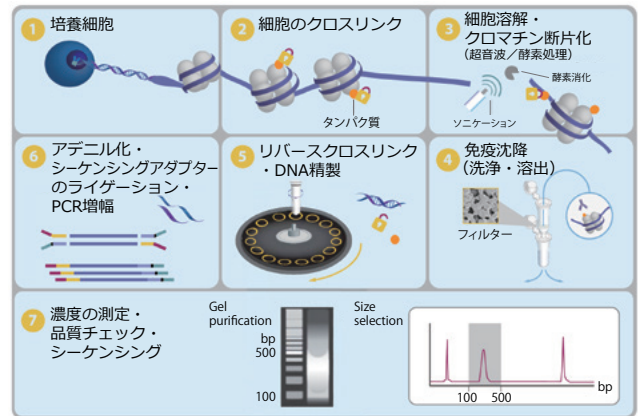 1 培養細胞
2 細胞のクロスリンク
タンパク質
3 細胞溶解・
クロマチン断片化
(超音波／酵素処理)
酵素消化
ソニケーション
4 免疫沈降
(洗浄・溶出)
フィルター
5 リバースクロスリンク
・DNA精製
6 アデニル化・
シーケンシングアダプター
のライゲーション・
PCR増幅
7 濃度の測定・
品質チェック・
シーケンシング
Gel
purification
bp
500
100
Size
selection
100 500
bp